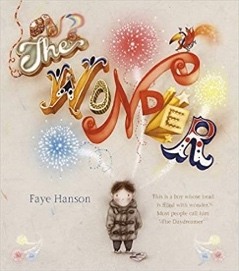 The
WONDER
Faye Hanson
This is a boy whose head
is filled with wonder.
Most people call him
'The Daydreamer'